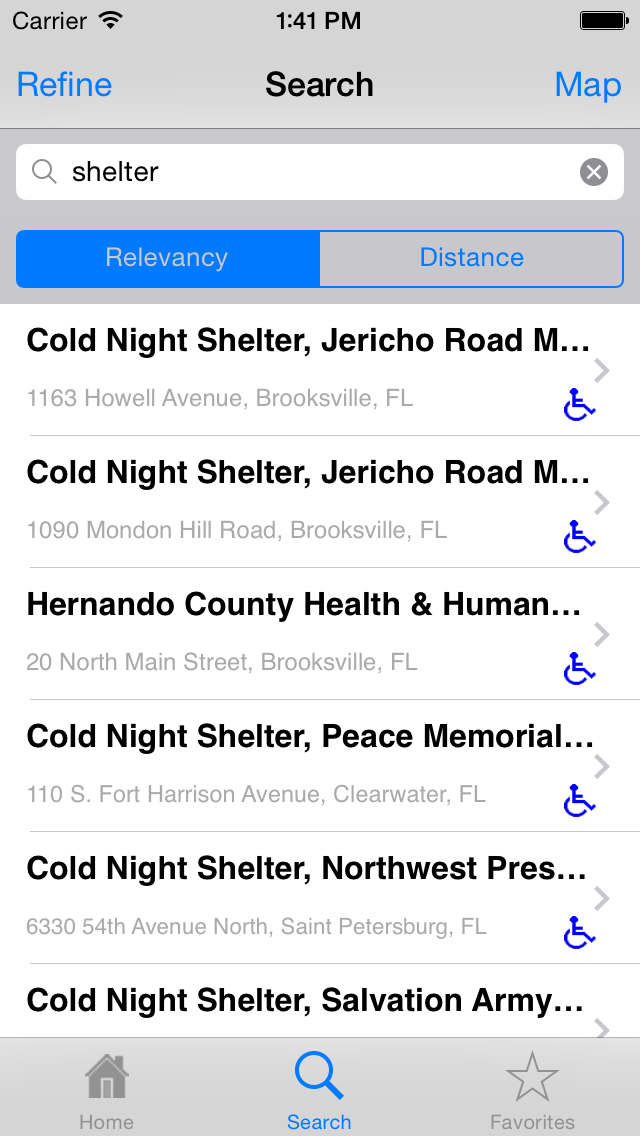 Carrier 1:41 PM
Refine Search Map
shelter
Relevancy Distance
Cold Night Shelter, Jericho Road M...
1163 Howell Avenue, Brooksville, FL
Cold Night Shelter, Jericho Road M...
1090 Mondon Hill Road, Brooksville, FL
Hernando County Health & Human...
20 North Main Street, Brooksville, FL
Cold Night Shelter, Peace Memorial...
110 S. Fort Harrison Avenue, Clearwater, FL
Cold Night Shelter, Northwest Pres...
6330 54th Avenue North, Saint Petersburg, FL
Cold Night Shelter, Salvation Army...
Home Search Favorites